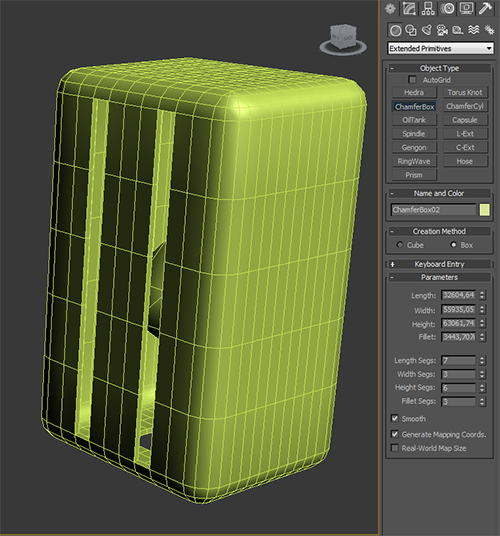 Extended Primitives
- Object Type
AutoGrid
Hedra Torus Knot
ChamferBox ChamferCyl
OilTank Capsule
Spindle L-Ext
Gengon C-Ext
RingWave Hose
Prism
- Name and Color
ChamferBox02
- Creation Method
Cube Box
+ Keyboard Entry
- Parameters
Length: 32604,64
Width: 55935,05
Height: 63061,74
Fillet: 3443,707
Length Segs: 7
Width Segs: 3
Height Segs: 6
Fillet Segs: 3
Smooth
Generate Mapping Coords.
Real-World Map Size